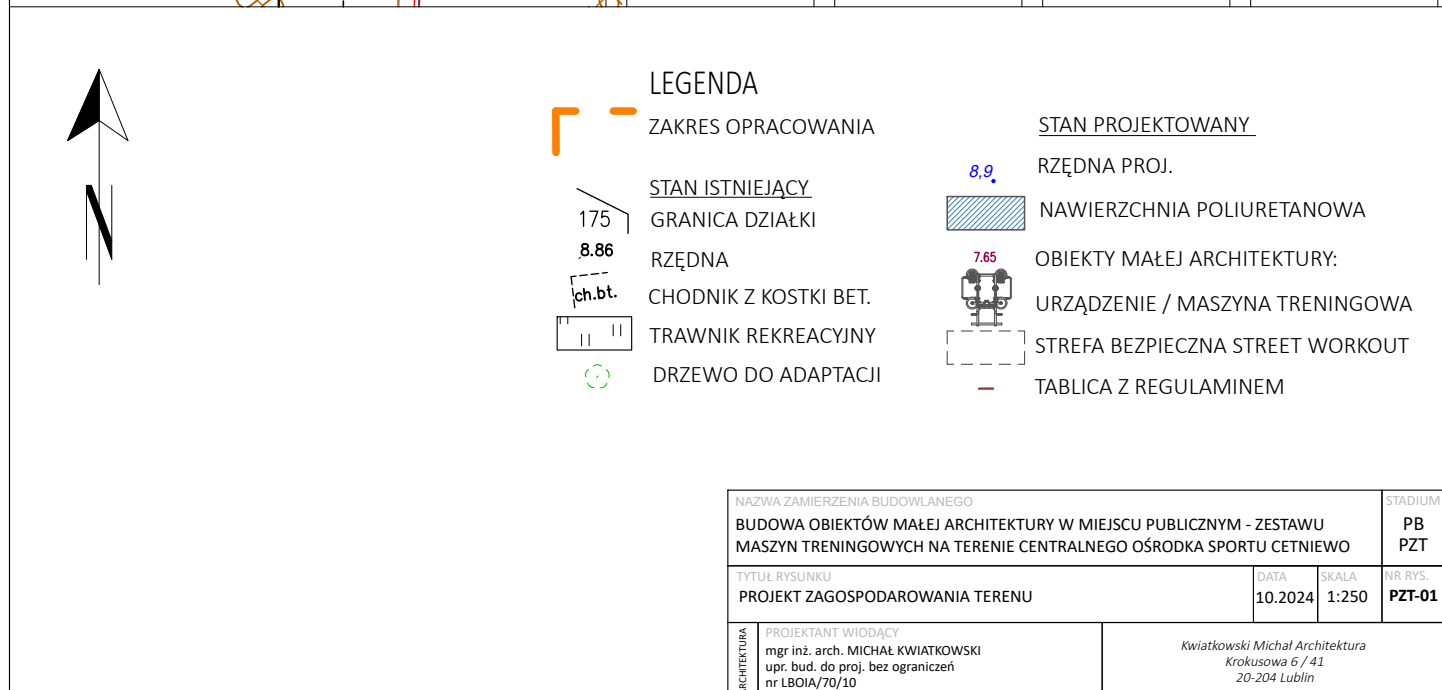 N
LEGENDA
ZAKRES OPRACOWANIA
STAN ISTNIEJĄCY
175 GRANICA DZIAŁKI
8.86 RZĘDNA
ch.bt. CHODNIK Z KOSTKI BET.
TRAWNIK REKREACYJNY
DRZEWO DO ADAPTACJI
STAN PROJEKTOWANY
8,9 RZĘDNA PROJ.
NAWIERZCHNIA POLIURETANOWA
7.65 OBIEKTY MAŁEJ ARCHITEKTURY:
URZĄDZENIE / MASZYNA TRENINGOWA
STREFA BEZPIECZNA STREET WORKOUT
TABLICA Z REGULAMINEM
NAZWA ZAMIERZENIA BUDOWLANEGO
BUDOWA OBIEKTÓW MAŁEJ ARCHITEKTURY W MIEJSCU PUBLICZNYM - ZESTAWU
MASZYN TRENINGOWYCH NA TERENIE CENTRALNEGO OŚRODKA SPORTU CETNIEWO
STADIUM
PB
PZT
TYTUŁ RYSUNKU
PROJEKT ZAGOSPODAROWANIA TERENU
DATA
10.2024
SKALA
1:250
NR RYS.
PZT-01
ARCHITEKTURA
PROJEKTANT WIODĄCY
mgr inż. arch. MICHAŁ KWIATKOWSKI
upr. bud. do proj. bez ograniczeń
nr LBOIA/70/10
Kwiatkowski Michał Architektura
Krokusowa 6 / 41
20-204 Lublin